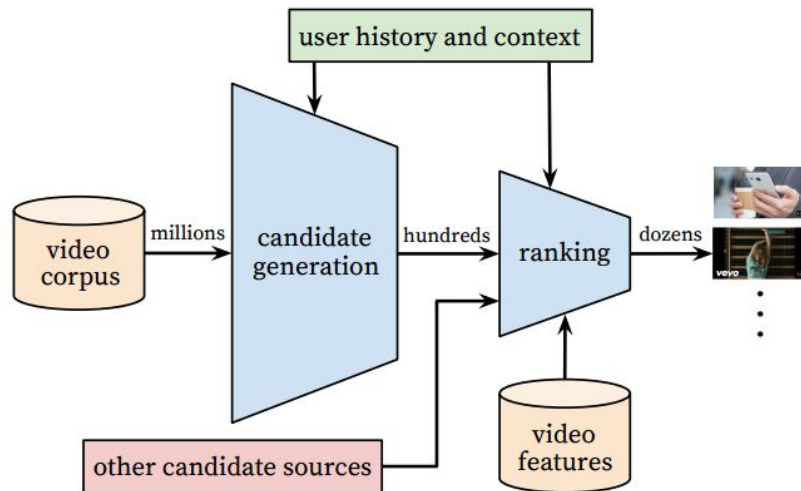 user history and context
millions
video
corpus
candidate
generation
hundreds
ranking
dozens
vevo
other candidate sources
video
features